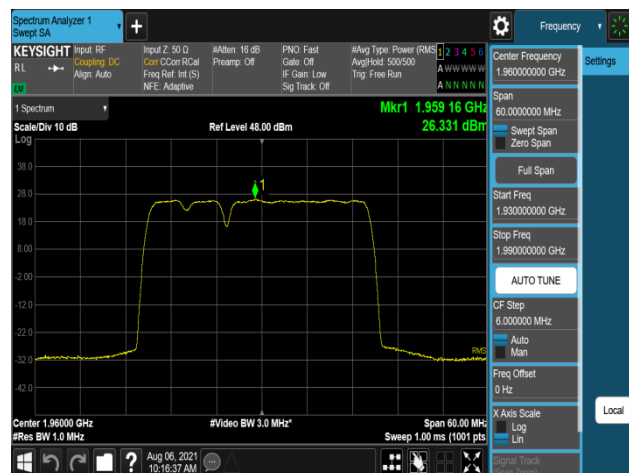 Spectrum Analyzer 1
Swept SA
Frequency
KEYSIGHT
RL
LXI
Input: RF
Coupling: DC
Align: Auto
Input Z: 50 Ω
Corr CCorr RCal
Freq Ref: Int (S)
NFE: Adaptive
#Atten: 16 dB
Preamp: Off
PNO: Fast
Gate: Off
IF Gain: Low
Sig Track: Off
#Avg Type: Power (RMS
Avg|Hold: 500/500
Trig: Free Run
1 2 3 4 5 6
A W W W W W
A N N N N N
1 Spectrum
Scale/Div 10 dB
Ref Level 48.00 dBm
Mkr1 1.959 16 GHz
26.331 dBm
Log
38.0
28.0
18.0
8.00
-2.00
-12.0
-22.0
-32.0
-42.0
1
RMS
Center 1.96000 GHz
#Res BW 1.0 MHz
#Video BW 3.0 MHz*
Span 60.00 MHz
Sweep 1.00 ms (1001 pts
Aug 06, 2021
10:16:37 AM
Center Frequency
1.960000000 GHz
Span
60.0000000 MHz
Swept Span
Zero Span
Full Span
Start Freq
1.930000000 GHz
Stop Freq
1.990000000 GHz
AUTO TUNE
CF Step
6.000000 MHz
Auto
Man
Freq Offset
0 Hz
X Axis Scale
Log
Lin
Signal Track
Settings
Local